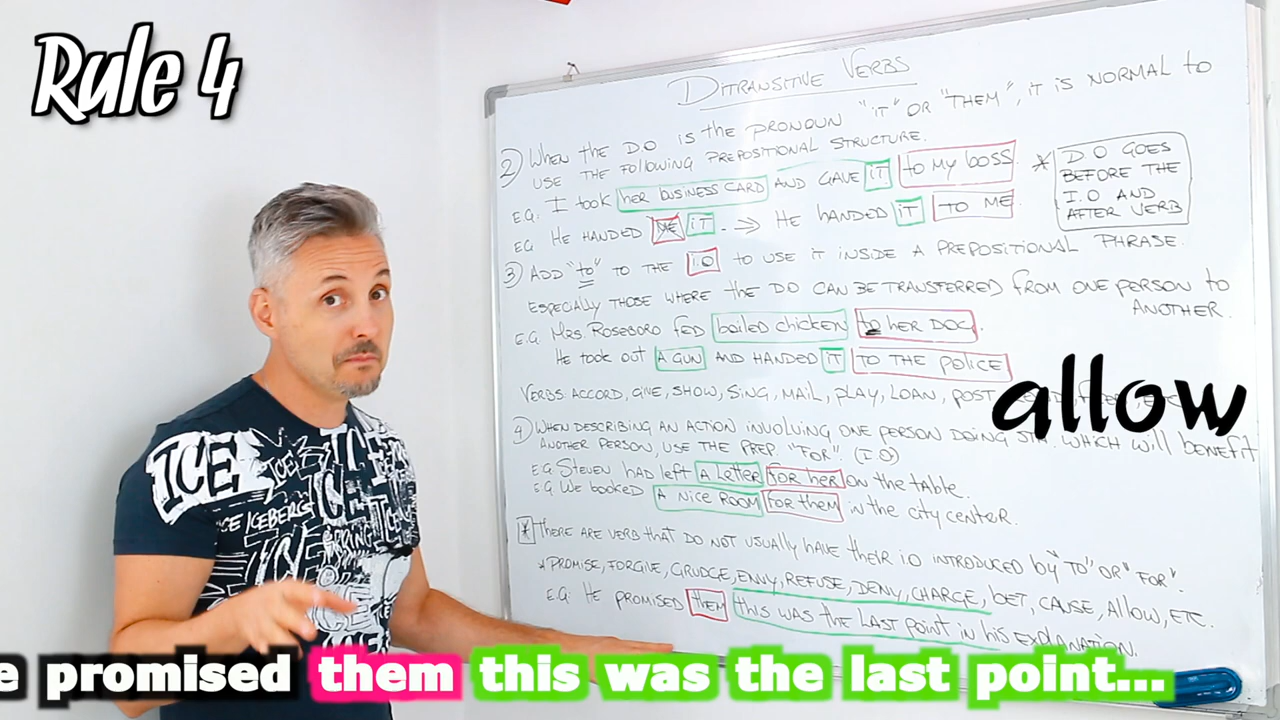 Rule 4
DITRANSITIVE VERBS
2) WHEN THE D.O IS THE PRONOUN "IT" OR "THEM", IT IS NORMAL TO
USE THE FOLLOWING PREPOSITIONAL STRUCTURE.
E.G: I TOOK HER BUSINESS CARD AND GAVE IT TO MY BOSS
EG HE HANDED ME IT. → HE HANDED IT TO ME.
* D.O GOES
BEFORE THE
I.O AND
AFTER VERB
3) ADD "to" TO THE I.O TO USE IT INSIDE A PREPOSITIONAL PHRASE.
ESPECIALLY THOSE WHERE THE DO CAN BE TRANSFERRED FROM ONE PERSON TO
ANOTHER.
E.G. MRS. ROSEBORO FED boiled chicken to HER DOG.
HE TOOK OUT A GUN AND HANDED IT TO THE POLICE
VERBS: ACCORD, GIVE, SHOW, SING, MAIL, PLAY, LOAN, POST
allow
4) WHEN DESCRIBING AN ACTION INVOLVING ONE PERSON DOING STH. WHICH WILL BENEFIT
ANOTHER PERSON, USE THE PREP. "FOR". (I.O)
E.G STEVEN HAD LEFT A LETTER FOR HER ON THE TABLE.
E.G WE BOOKED A NICE ROOM FOR THEM IN THE CITY CENTER.
* THERE ARE VERB THAT DO NOT USUALLY HAVE THEIR I.O INTRODUCED BY "TO" OR "FOR".
* PROMISE, FORGIVE, GRUDGE, ENVY, REFUSE, DENY, CHARGE, BET, CAUSE, ALLOW, ETC.
E.G: HE PROMISED THEM THIS WAS THE LAST POINT IN HIS EXPLANATION.
e promised them this was the last point...
ICE
ICE
ICEBERG
ICE
ICE